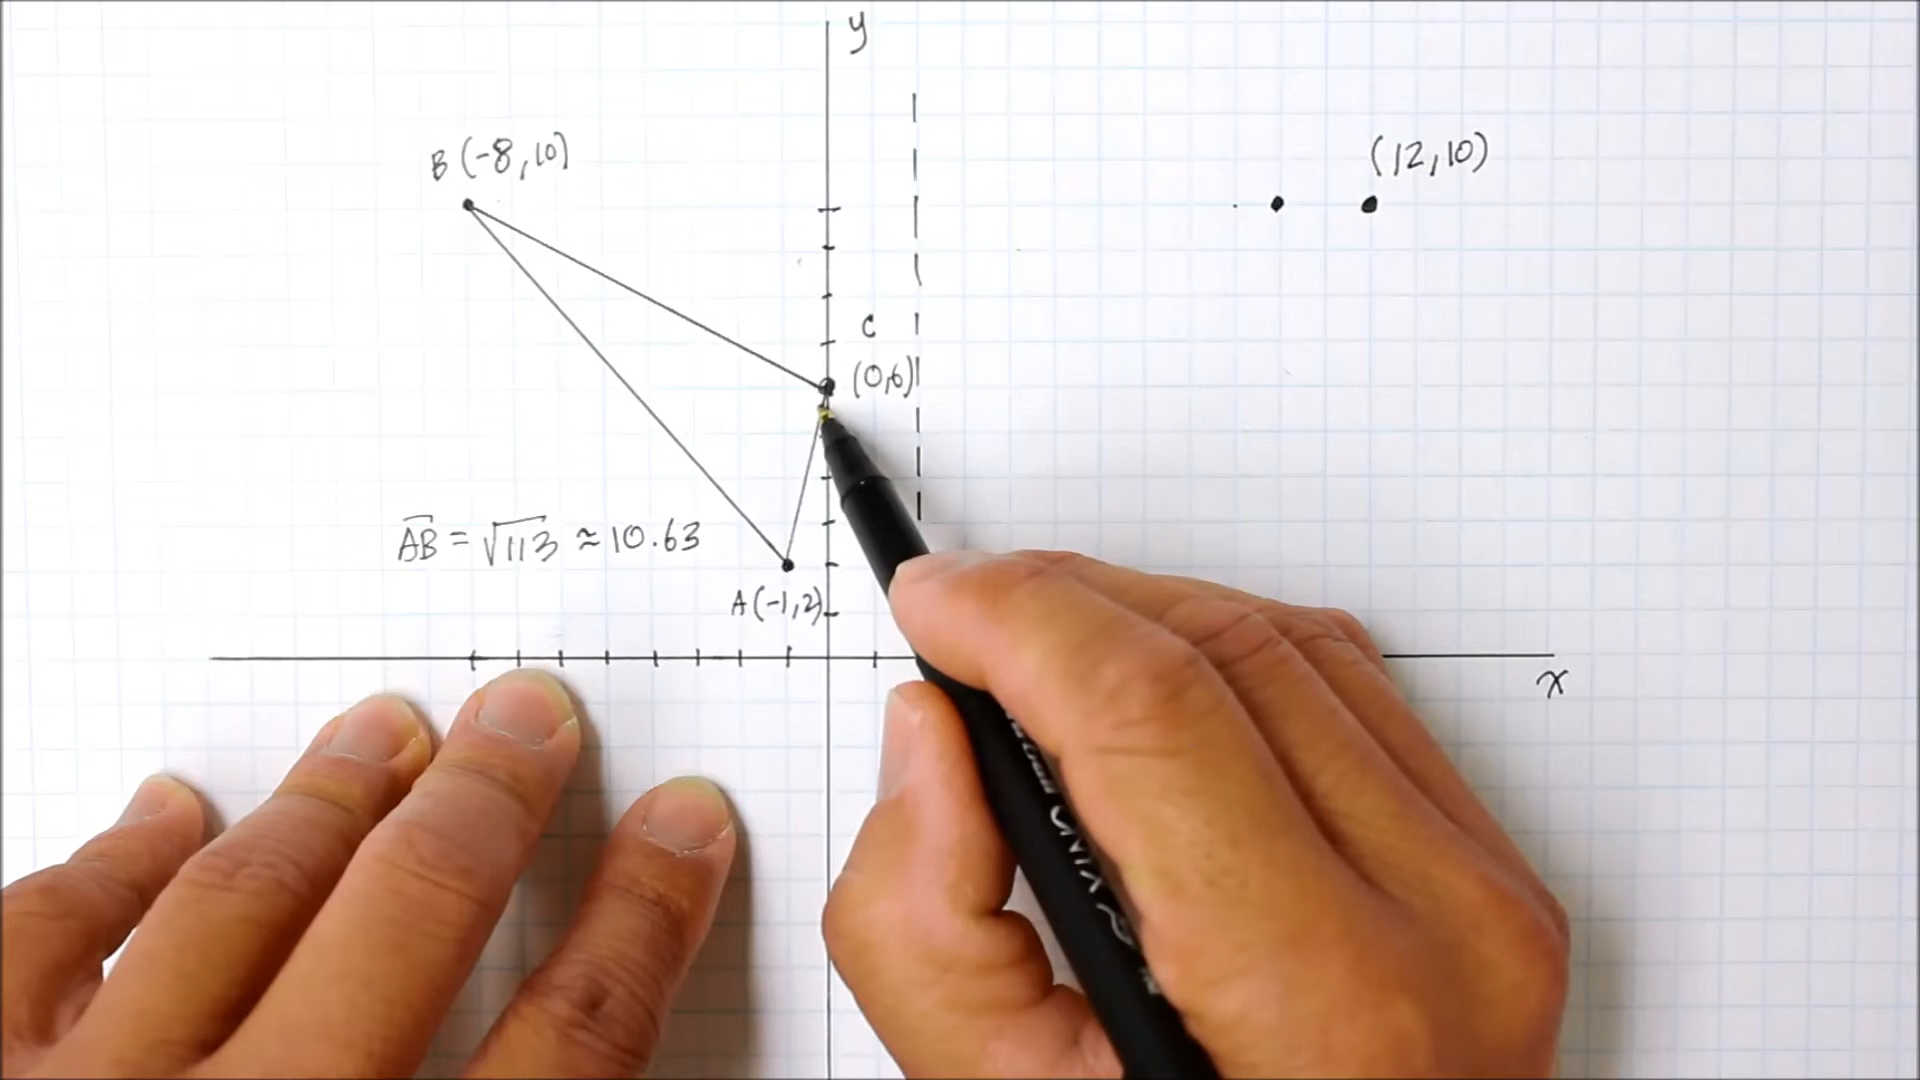 y
B (-8,10)
(12,10)
C
(0,6)
AB = √113 ≈ 10.63
A (-1,2)
x